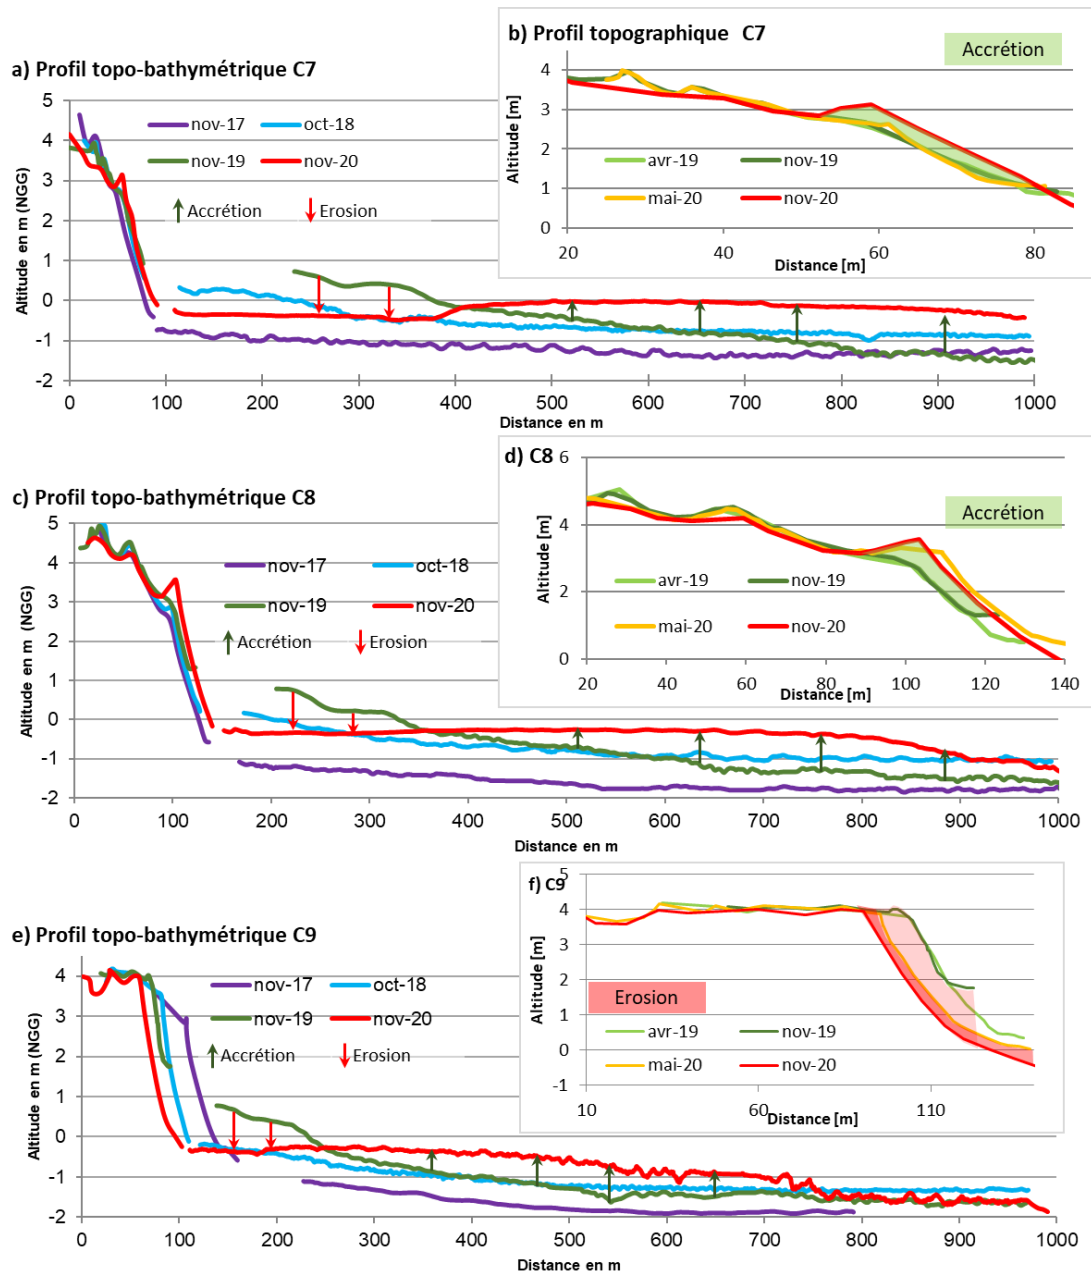 a) Profil topo-bathymétrique C7
Altitude en m (NGG)
5
4
3
2
1
0
-1
-2
nov-17
oct-18
nov-19
nov-20
Accrétion
Erosion
0
100
200
300
400
500
600
700
800
900
1000
Distance en m
b) Profil topographique C7
Accrétion
Altitude [m]
4
3
2
1
0
avr-19
nov-19
mai-20
nov-20
20
40
60
80
Distance [m]
c) Profil topo-bathymétrique C8
Altitude en m (NGG)
5
4
3
2
1
0
-1
-2
nov-17
oct-18
nov-19
nov-20
Accrétion
Erosion
0
100
200
300
400
500
600
700
800
900
1000
Distance en m
d) C8
Accrétion
Altitude [m]
6
4
2
0
avr-19
nov-19
mai-20
nov-20
20
40
60
80
100
120
140
Distance [m]
e) Profil topo-bathymétrique C9
Altitude en m (NGG)
4
3
2
1
0
-1
-2
nov-17
oct-18
nov-19
nov-20
Accrétion
Erosion
0
100
200
300
400
500
600
700
800
900
1000
Distance en m
f) C9
Altitude [m]
5
4
3
2
1
0
-1
Erosion
avr-19
nov-19
mai-20
nov-20
10
60
110
Distance [m]